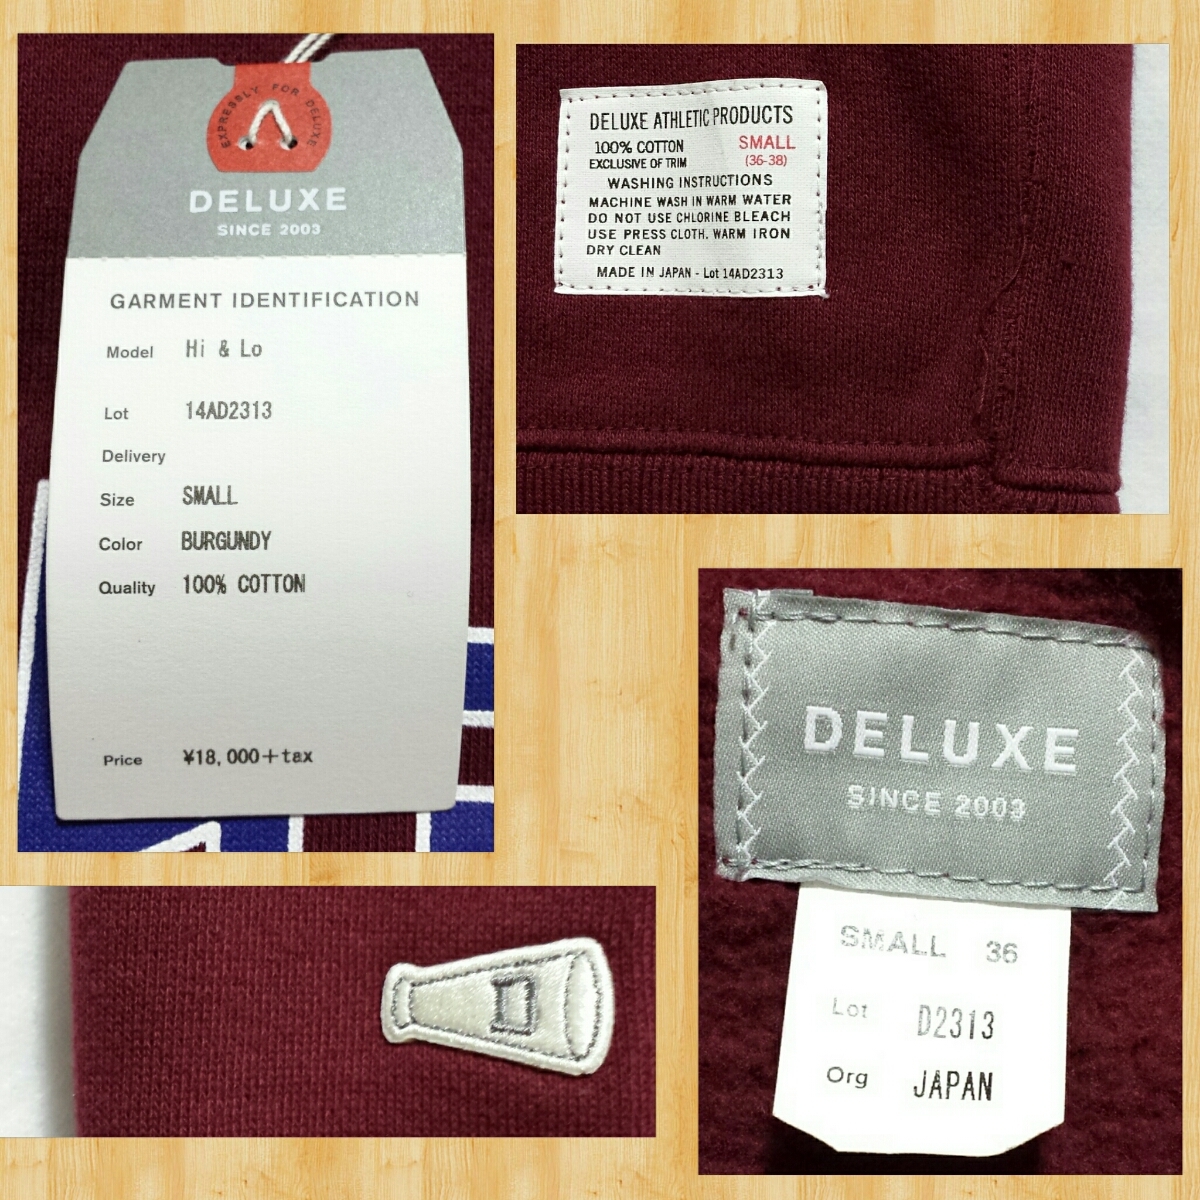 EXPRESSLY FOR DELUXE
DELUXE
SINCE 2003
GARMENT IDENTIFICATION
Model Hi & Lo
Lot 14AD2313
Delivery
Size SMALL
Color BURGUNDY
Quality 100% COTTON
Price ¥18,000+tax
DELUXE ATHLETIC PRODUCTS
100% COTTON SMALL
EXCLUSIVE OF TRIM (36-38)
WASHING INSTRUCTIONS
MACHINE WASH IN WARM WATER
DO NOT USE CHLORINE BLEACH
USE PRESS CLOTH. WARM IRON
DRY CLEAN
MADE IN JAPAN - Lot 14AD2313
DELUXE
SINCE 2003
SMALL 36
Lot D2313
Org JAPAN
D